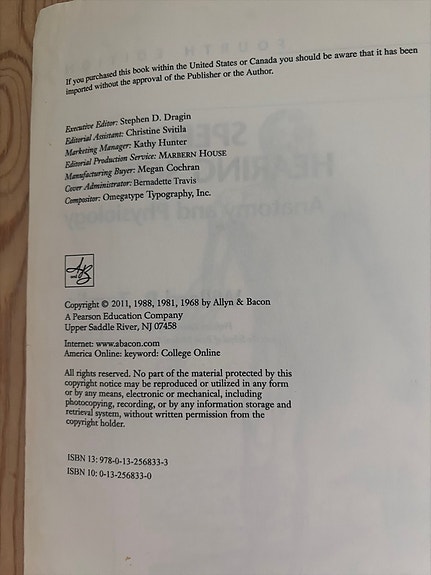 If you purchased this book within the United States or Canada you should be aware that it has been
imported without the approval of the Publisher or the Author.
Executive Editor: Stephen D. Dragin
Editorial Assistant: Christine Svitila
Marketing Manager: Kathy Hunter
Editorial Production Service: MARBERN HOUSE
Manufacturing Buyer: Megan Cochran
Cover Administrator: Bernadette Travis
Compositor: Omegatype Typography, Inc.
A and B
Copyright © 2011, 1988, 1981, 1968 by Allyn & Bacon
A Pearson Education Company
Upper Saddle River, NJ 07458
Internet: www.abacon.com
America Online: keyword: College Online
All rights reserved. No part of the material protected by this
copyright notice may be reproduced or utilized in any form
or by any means, electronic or mechanical, including
photocopying, recording, or by any information storage and
retrieval system, without written permission from the
copyright holder.
ISBN 13: 978-0-13-256833-3
ISBN 10: 0-13-256833-0